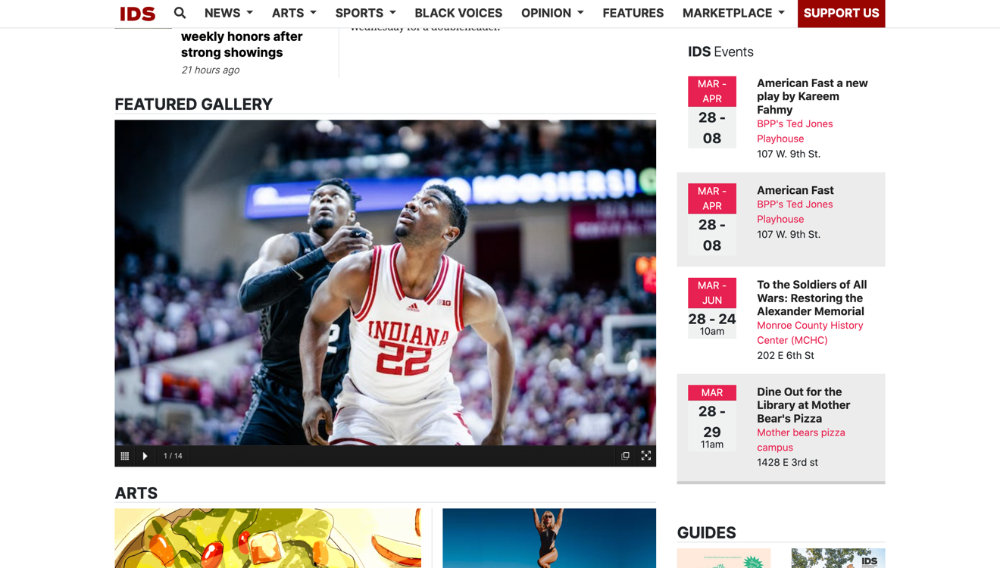 IDS
NEWS
ARTS
SPORTS
BLACK VOICES
OPINION
FEATURES
MARKETPLACE
SUPPORT US
weekly honors after
strong showings
21 hours ago
Wednesday for a doubleheader.
FEATURED GALLERY
HOOSIERS!
B1G
INDIANA
22
2
1 / 14
ARTS
IDS Events
MAR -
APR
28 -
08
American Fast a new
play by Kareem
Fahmy
BPP's Ted Jones
Playhouse
107 W. 9th St.
MAR -
APR
28 -
08
American Fast
BPP's Ted Jones
Playhouse
107 W. 9th St.
MAR -
JUN
28 - 24
10am
To the Soldiers of All
Wars: Restoring the
Alexander Memorial
Monroe County History
Center (MCHC)
202 E 6th St
MAR
28 -
29
11am
Dine Out for the
Library at Mother
Bear's Pizza
Mother bears pizza
campus
1428 E 3rd st
GUIDES
IDS